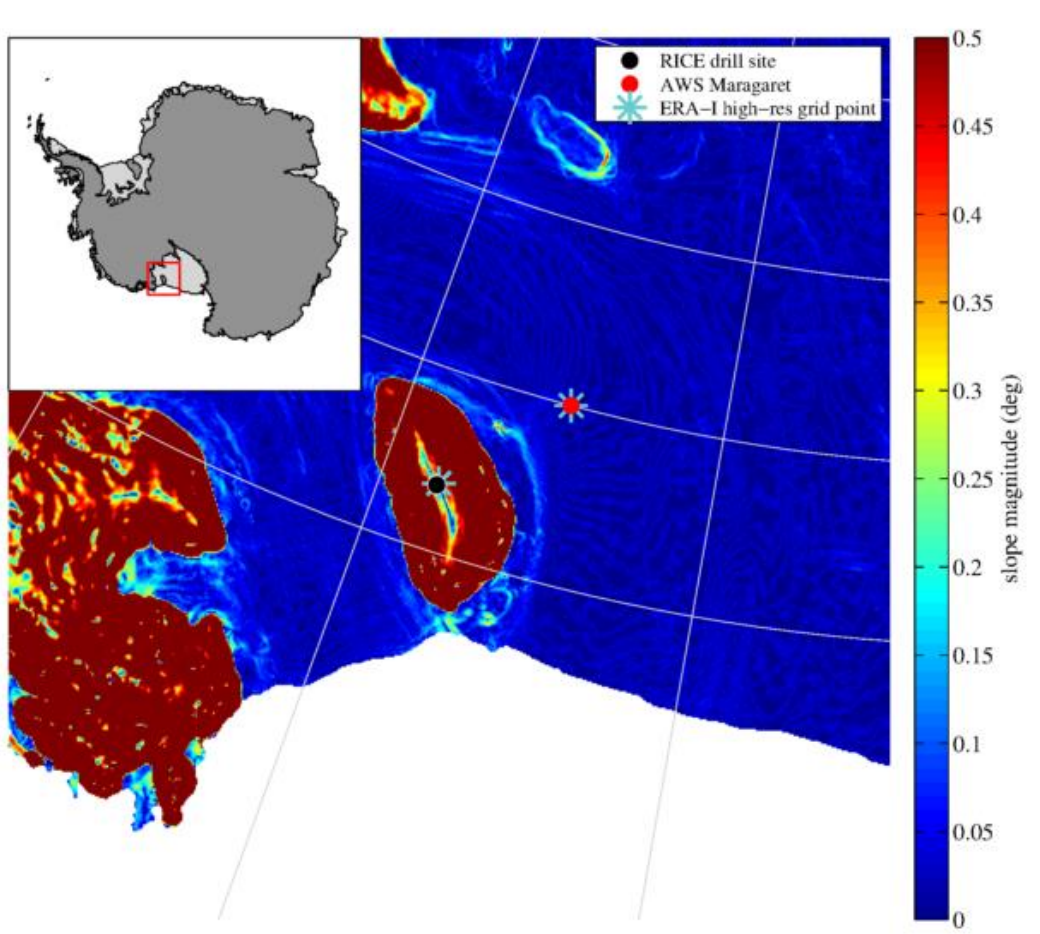 RICE drill site
AWS Maragaret
ERA-I high-res grid point
0.5
0.45
0.4
0.35
0.3
0.25
0.2
0.15
0.1
0.05
0
slope magnitude (deg)